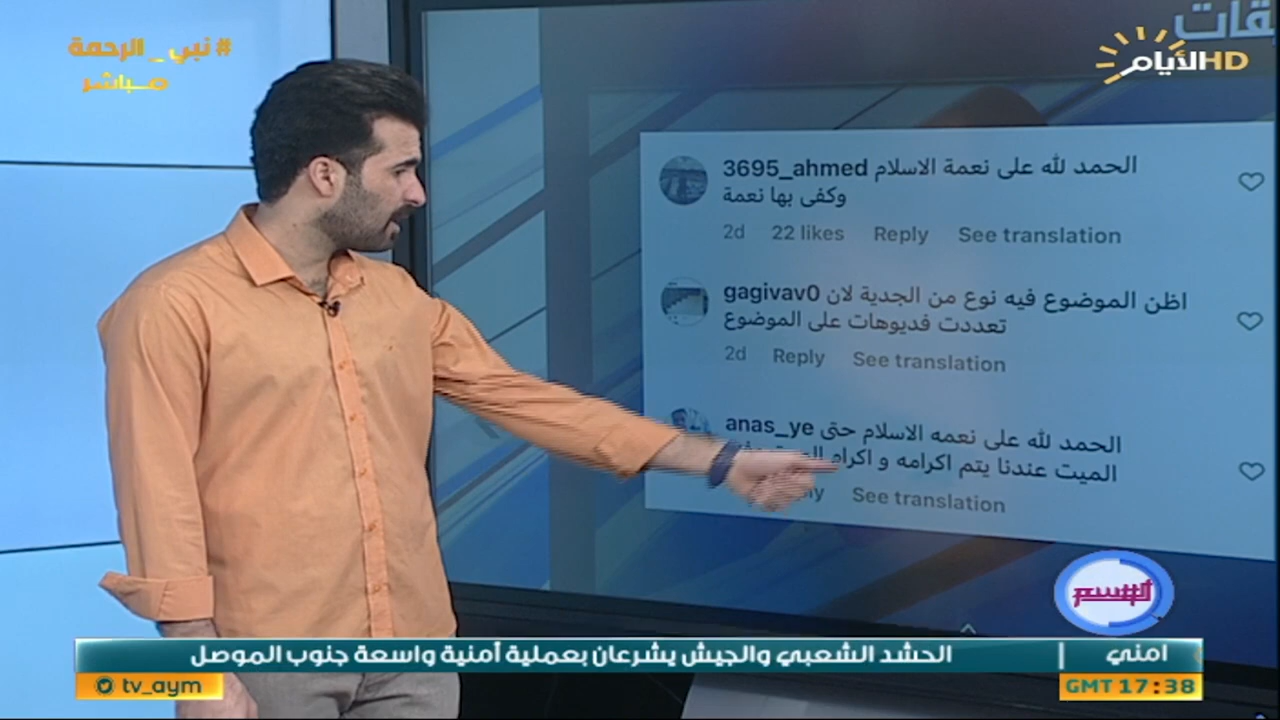 #نبي_الرحمة
مباشر
الأيام HD
3695_ahmed الحمد لله على نعمة الاسلام
وكفى بها نعمة
2d 22 likes Reply See translation
gagivav0 اظن الموضوع فيه نوع من الجدية لان
تعددت فديوهات على الموضوع
2d Reply See translation
anas_ye الحمد لله على نعمه الاسلام حتى
الميت عندنا يتم اكرامه و اكرام
See translation
امني
الحشد الشعبي والجيش يشرعان بعملية أمنية واسعة جنوب الموصل
tv_aym
GMT 17:38